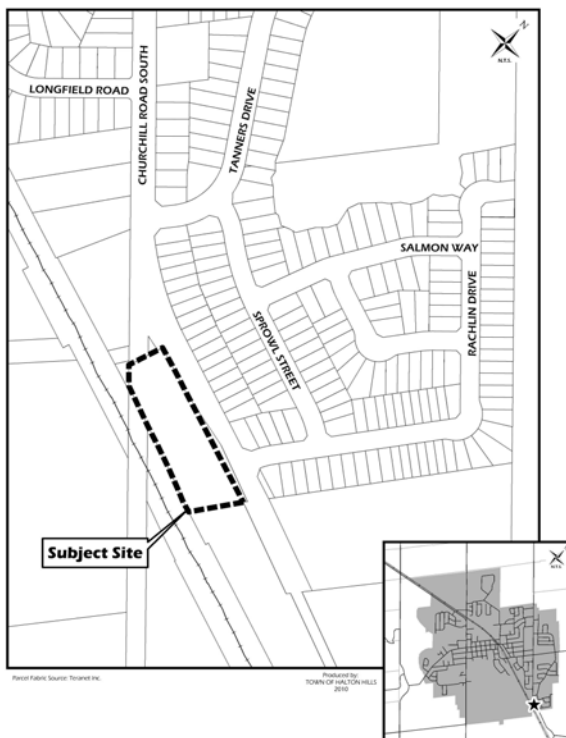 N
N.T.S.
LONGFIELD ROAD
CHURCHILL ROAD SOUTH
TANNERS DRIVE
SALMON WAY
RACHLIN DRIVE
SPROWL STREET
Subject Site
Parcel Fabric Source: Teranet Inc.
Produced by:
TOWN OF HALTON HILLS
2010
N.T.S.